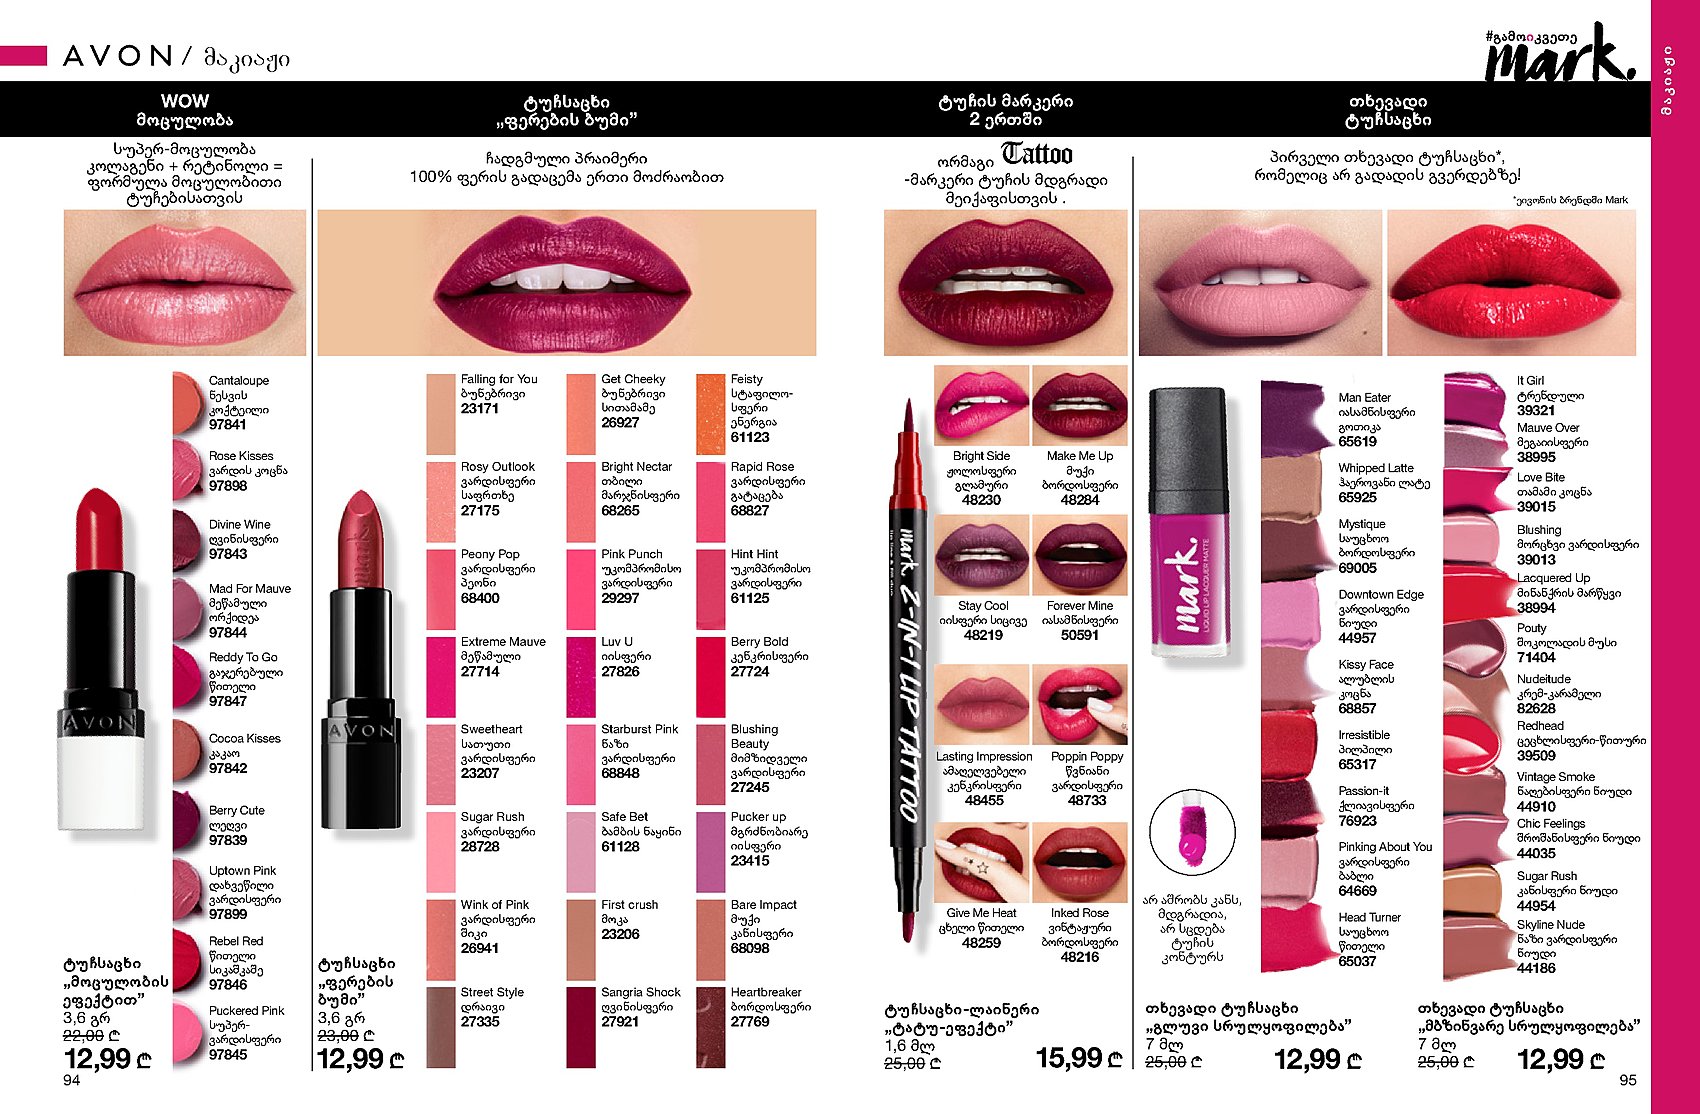 AVON / მაკიაჟი
#გამოიკვეთე
mark.
მაკიაჟი
WOW
მოცულობა
სუპერ-მოცულობა
კოლაგენი + რეტინოლი =
ფორმულა მოცულობითი
ტუჩებისათვის
Cantaloupe
ნესვის
კოქტეილი
97841
Rose Kisses
ვარდის კოცნა
97898
Divine Wine
ღვინისფერი
97843
Mad For Mauve
მეწამული
ორქიდეა
97844
Reddy To Go
გაჯერებული
წითელი
97847
Cocoa Kisses
კაკაო
97842
Berry Cute
ლეღვი
97839
Uptown Pink
დახვეწილი
ვარდისფერი
97899
Rebel Red
წითელი
სიკაშკაშე
97846
Puckered Pink
სუპერ-
ვარდისფერი
97845
AVON
ტუჩსაცხი
„მოცულობის
ეფექტით”
3,6 გრ
22,00 ₾
12,99 ₾
94
ტუჩსაცხი
„ფერების ბუმი”
ჩადგმული პრაიმერი
100% ფერის გადაცემა ერთი მოძრაობით
Falling for You
ბუნებრივი
23171
Rosy Outlook
ვარდისფერი
საფრთხე
27175
Peony Pop
ვარდისფერი
პეონი
68400
Extreme Mauve
მეწამული
27714
Sweetheart
სათუთი
ვარდისფერი
23207
Sugar Rush
ვარდისფერი
28728
Wink of Pink
ვარდისფერი
შიკი
26941
Street Style
დრაივი
27335
Get Cheeky
ბუნებრივი
სითამამე
26927
Bright Nectar
თბილი
მარჯნისფერი
68265
Pink Punch
უკომპრომისო
ვარდისფერი
29297
Luv U
იისფერი
27826
Starburst Pink
ნაზი
ვარდისფერი
68848
Safe Bet
ბამბის ნაყინი
61128
First crush
მოკა
23206
Sangria Shock
ღვინისფერი
27921
Feisty
სტაფილო-
სფერი
ენერგია
61123
Rapid Rose
ვარდისფერი
გატაცება
68827
Hint Hint
უკომპრომისო
ვარდისფერი
61125
Berry Bold
კენკრისფერი
27724
Blushing
Beauty
მიმზიდველი
ვარდისფერი
27245
Pucker up
მგრძნობიარე
იისფერი
23415
Bare Impact
მუქი
კანისფერი
68098
Heartbreaker
ბორდოსფერი
27769
mark.
AVON
ტუჩსაცხი
„ფერების
ბუმი”
3,6 გრ
23,00 ₾
12,99 ₾
ტუჩის მარკერი
2 ერთში
ორმაგი Tattoo
-მარკერი ტუჩის მდგრადი
მეიქაფისთვის .
mark. 2-IN-1 LIP TATTOO
Bright Side
ჟოლოსფერი
გლამური
48230
Make Me Up
მუქი
ბორდოსფერი
48284
Stay Cool
იისფერი სიცივე
48219
Forever Mine
იასამნისფერი
50591
Lasting Impression
ამაღელვებელი
კენკრისფერი
48455
Poppin Poppy
წვნიანი
ვარდისფერი
48733
Give Me Heat
ცხელი წითელი
48259
Inked Rose
ვინტაჟური
ბორდოსფერი
48216
ტუჩსაცხი-ლაინერი
„ტატუ-ეფექტი”
1,6 მლ
25,00 ₾
15,99 ₾
თხევადი
ტუჩსაცხი
პირველი თხევადი ტუჩსაცხი*,
რომელიც არ გადადის გვერდებზე!
*ეივონის ბრენდში Mark
mark.
LIQUID LIP LACQUER MATTE
არ აშრობს კანს,
მდგრადია,
არ სცდება
ტუჩის
კონტურს
Man Eater
იასამნისფერი
გოთიკა
65619
Whipped Latte
ჰაეროვანი ლატე
65925
Mystique
საუცხოო
ბორდოსფერი
69005
Downtown Edge
ვარდისფერი
ნიუდი
44957
Kissy Face
ალუბლის
კოცნა
68857
Irresistible
პილპილი
65317
Passion-it
ქლიავისფერი
76923
Pinking About You
ვარდისფერი
ბაბლი
64669
Head Turner
საუცხოო
წითელი
65037
თხევადი ტუჩსაცხი
„გლუვი სრულყოფილება”
7 მლ
25,00 ₾
12,99 ₾
It Girl
ტრენდული
39321
Mauve Over
მეგაიისფერი
38995
Love Bite
თამამი კოცნა
39015
Blushing
მორცხვი ვარდისფერი
39013
Lacquered Up
მინანქრის მარწყვი
38994
Pouty
შოკოლადის მუსი
71404
Nudeitude
კრემ-კარამელი
82628
Redhead
ცეცხლისფერი-წითური
39509
Vintage Smoke
ნაღებისფერი ნიუდი
44910
Chic Feelings
შროშანისფერი ნიუდი
44035
Sugar Rush
კანისფერი ნიუდი
44954
Skyline Nude
ნაზი ვარდისფერი
ნიუდი
44186
თხევადი ტუჩსაცხი
„მბზინვარე სრულყოფილება”
7 მლ
25,00 ₾
12,99 ₾
95